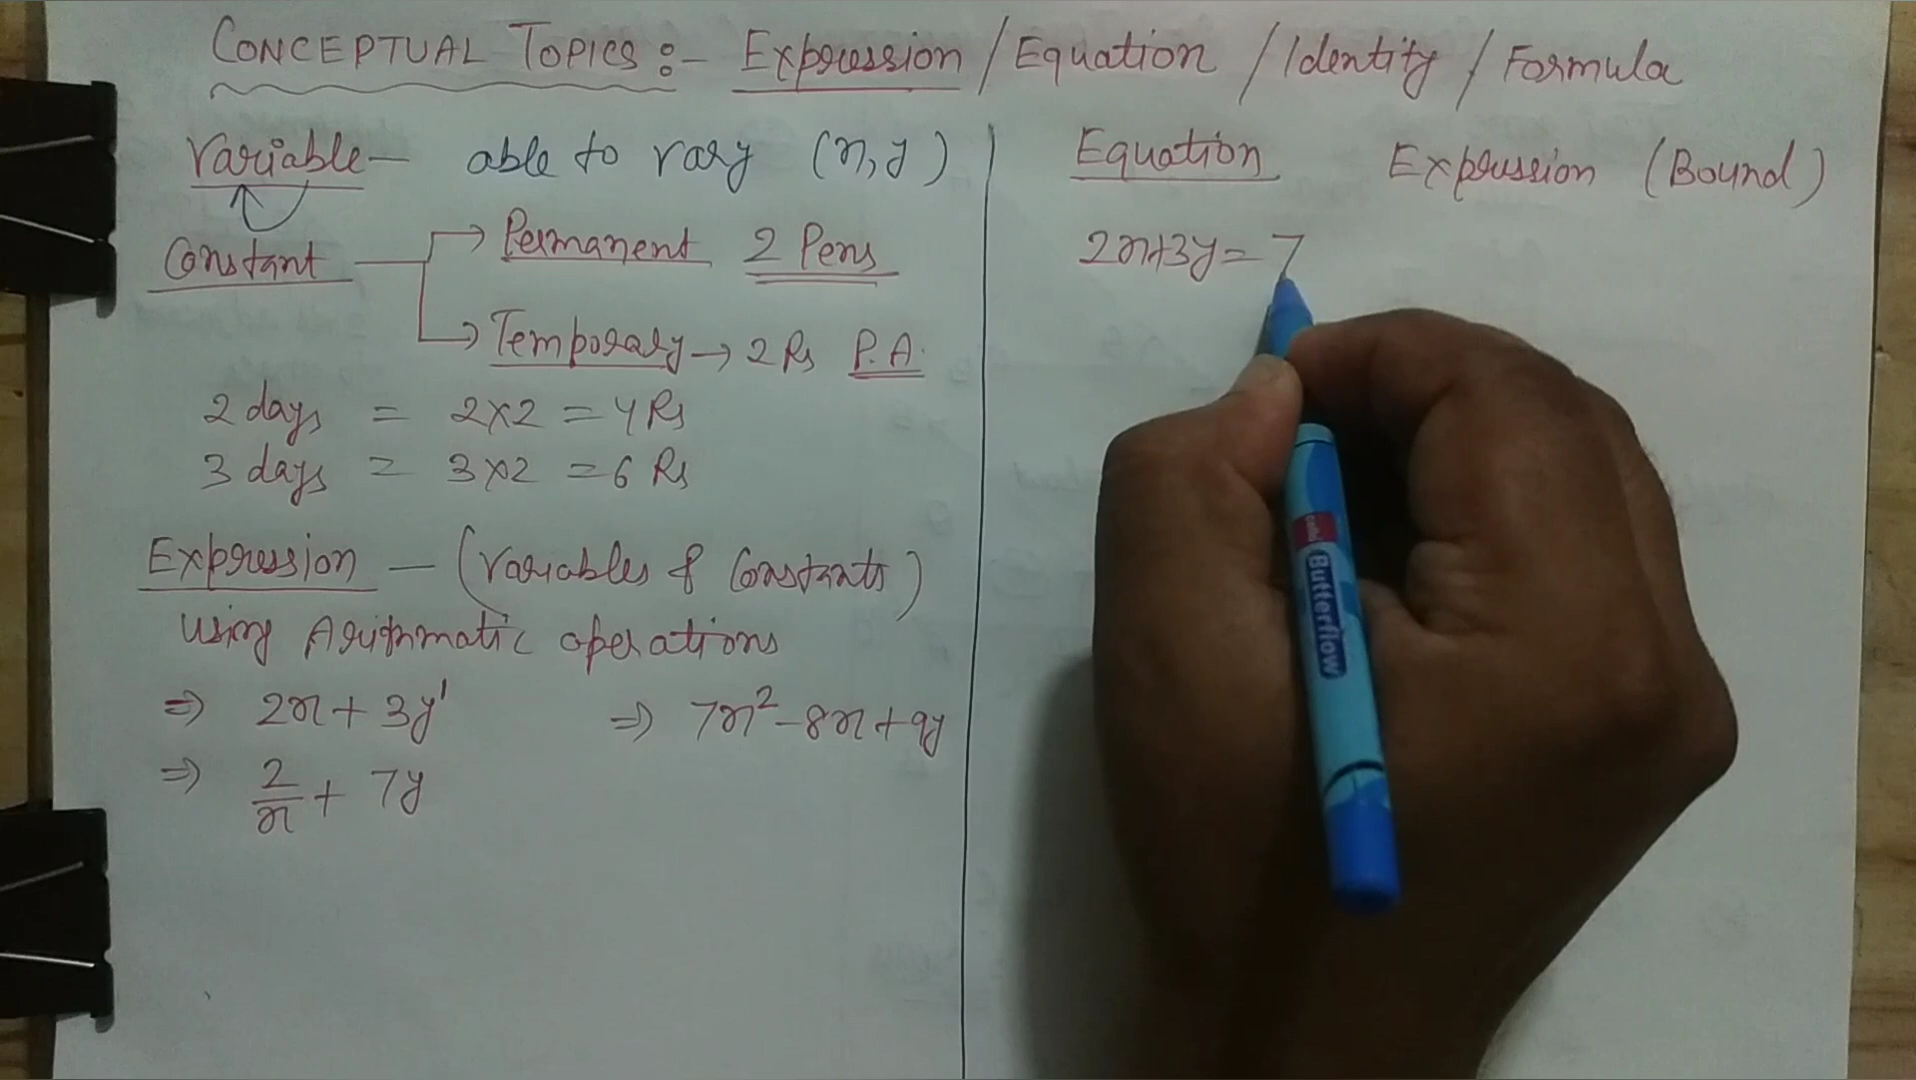 CONCEPTUAL TOPICS :- Expression / Equation / Identity / Formula
Variable - able to vary (x, y)
Constant → Permanent 2 Pens
→ Temporary → 2 Rs P.A.
2 days = 2×2 = 4 Rs
3 days = 3×2 = 6 Rs
Expression - (Variables & Constants)
Using Arithmatic operations
⇒ 2x + 3y' ⇒ 7x² - 8x + 9y
⇒ 2/x + 7y
Equation Expression (Bound)
2x+3y = 7
Cello
Butterflow